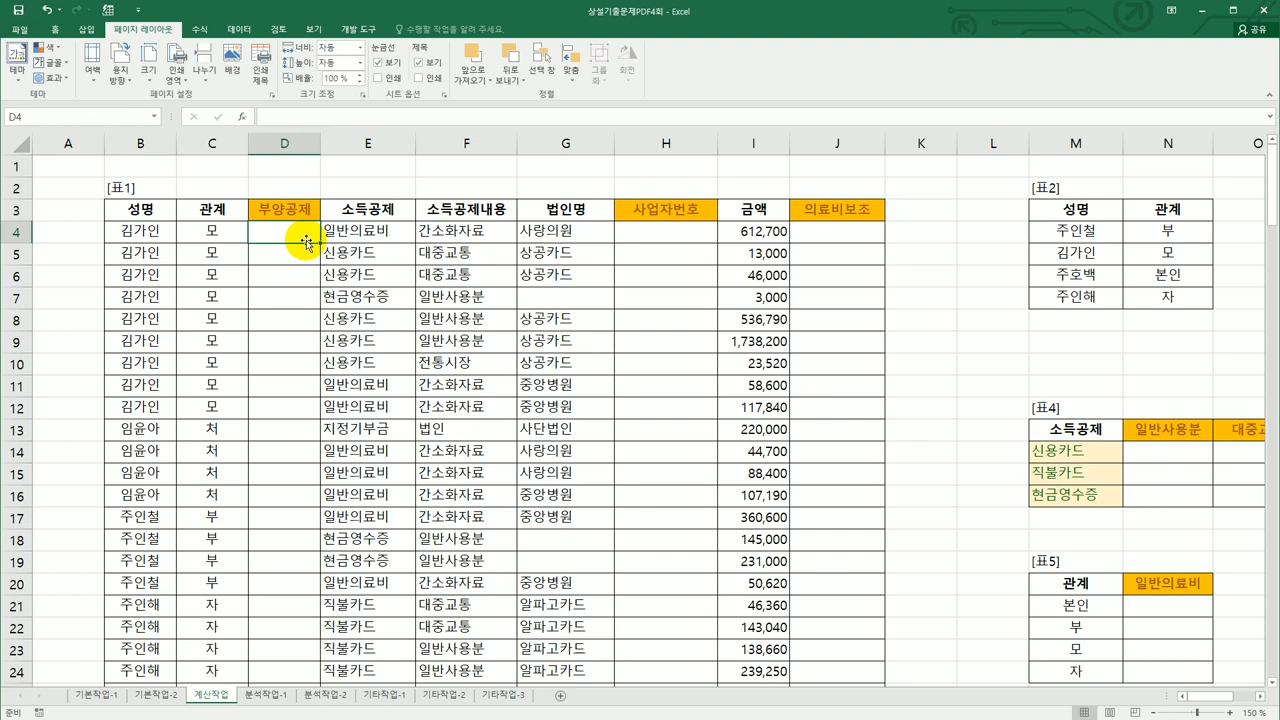 상설기출문제PDF4회 - Excel
파일 홈 삽입 페이지 레이아웃 수식 데이터 검토 보기 개발 도구 수행할 작업을 알려 주세요. 공유
테마 색 글꼴 효과 여백 용지 방향 크기 인쇄 영역 나누기 배경 인쇄 제목 너비: 자동 높이: 자동 배율: 100 % 눈금선 보기 인쇄 제목 보기 인쇄 앞으로 가져오기 뒤로 보내기 선택 창 맞춤 그룹화 회전
테마 페이지 설정 크기 조정 시트 옵션 정렬
D4 fx
A B C D E F G H I J K L M N O
1
2 [표1] [표2]
3 성명 관계 부양공제 소득공제 소득공제내용 법인명 사업자번호 금액 의료비보조 성명 관계
4 김가인 모 일반의료비 간소화자료 사랑의원 612,700 주인철 부
5 김가인 모 신용카드 대중교통 상공카드 13,000 김가인 모
6 김가인 모 신용카드 대중교통 상공카드 46,000 주호백 본인
7 김가인 모 현금영수증 일반사용분 3,000 주인해 자
8 김가인 모 신용카드 일반사용분 상공카드 536,790
9 김가인 모 신용카드 일반사용분 상공카드 1,738,200
10 김가인 모 신용카드 전통시장 상공카드 23,520
11 김가인 모 일반의료비 간소화자료 중앙병원 58,600
12 김가인 모 일반의료비 간소화자료 중앙병원 117,840 [표4]
13 임윤아 처 지정기부금 법인 사단법인 220,000 소득공제 일반사용분
14 임윤아 처 일반의료비 간소화자료 사랑의원 44,700 신용카드
15 임윤아 처 일반의료비 간소화자료 사랑의원 88,400 직불카드
16 임윤아 처 일반의료비 간소화자료 중앙병원 107,190 현금영수증
17 주인철 부 일반의료비 간소화자료 중앙병원 360,600
18 주인철 부 현금영수증 일반사용분 145,000
19 주인철 부 현금영수증 일반사용분 231,000 [표5]
20 주인철 부 일반의료비 간소화자료 중앙병원 50,620 관계 일반의료비
21 주인해 자 직불카드 대중교통 알파고카드 46,360 본인
22 주인해 자 직불카드 대중교통 알파고카드 143,040 부
23 주인해 자 직불카드 일반사용분 알파고카드 138,660 모
24 주인해 자 직불카드 일반사용분 알파고카드 239,250 자
기본작업-1 기본작업-2 계산작업 분석작업-1 분석작업-2 기타작업-1 기타작업-2 기타작업-3
준비 150 %